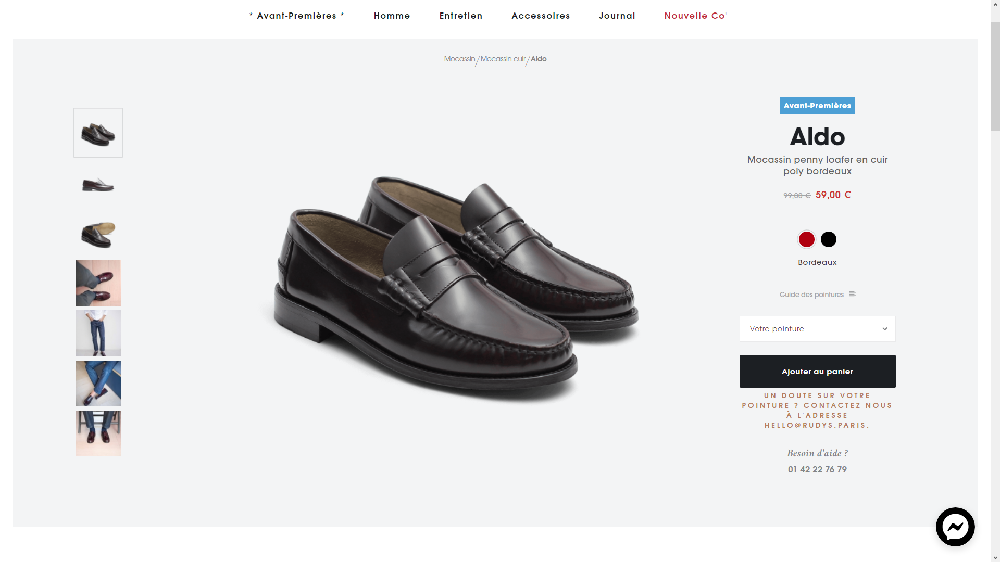 * Avant-Premières *
Homme
Entretien
Accessoires
Journal
Nouvelle Co'
Mocassin/Mocassin cuir/Aldo
Avant-Premières
Aldo
Mocassin penny loafer en cuir
poly bordeaux
99,00 € 59,00 €
Bordeaux
Guide des pointures
Votre pointure
Ajouter au panier
UN DOUTE SUR VOTRE
POINTURE ? CONTACTEZ NOUS
À L'ADRESSE
HELLO@RUDYS.PARIS.
Besoin d'aide ?
01 42 22 76 79